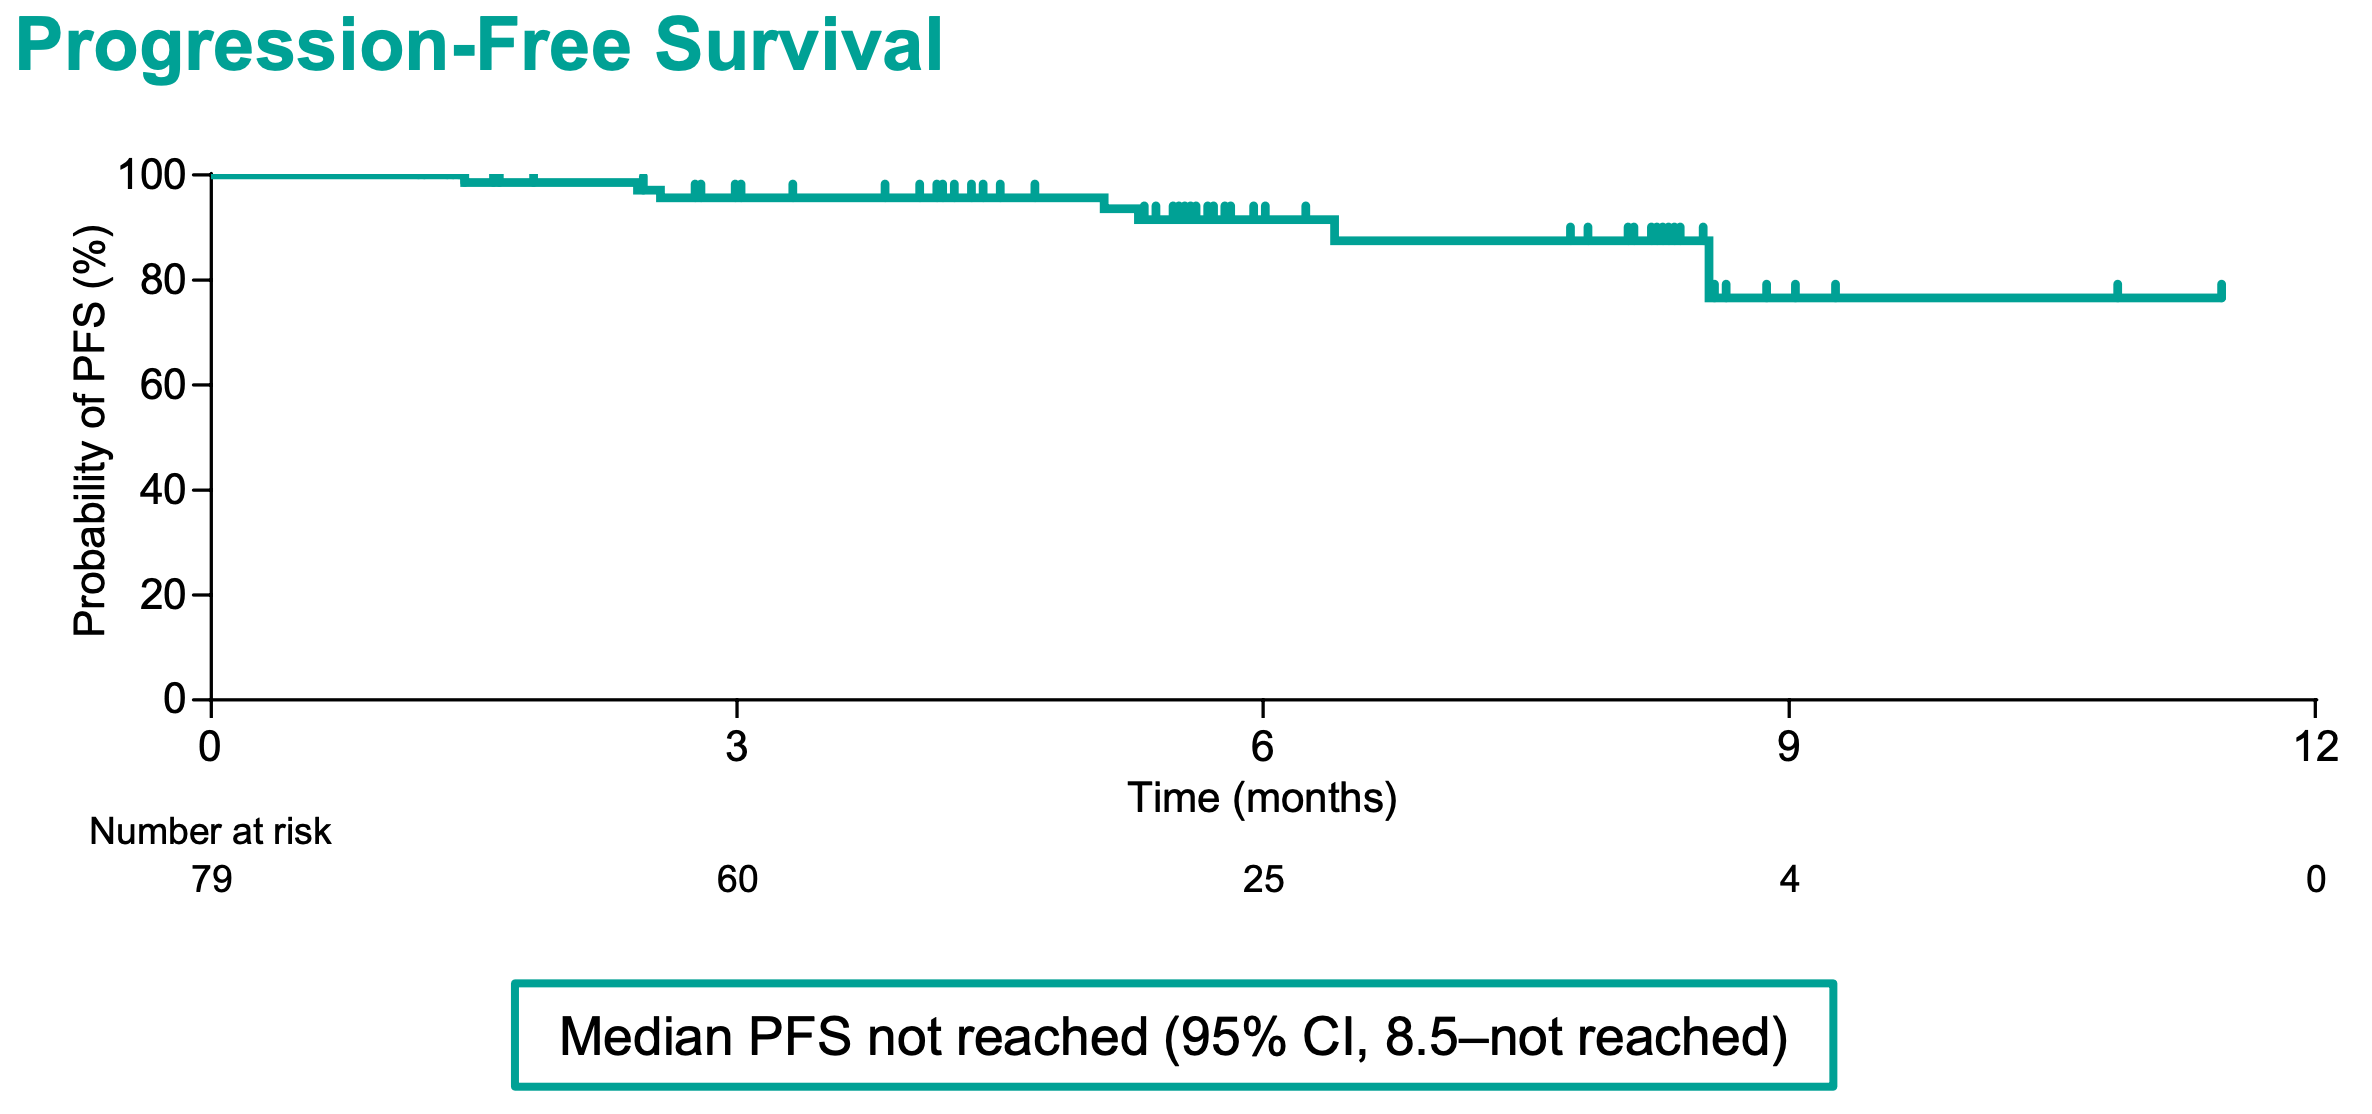 Progression-Free Survival
Probability of PFS (%)
100
80
60
40
20
0
0 3 6 9 12
Time (months)
Number at risk
79 60 25 4 0
Median PFS not reached (95% CI, 8.5–not reached)